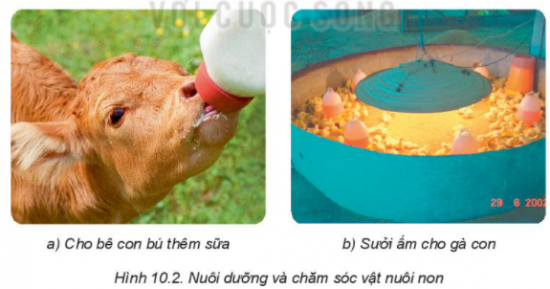 VỚI CUỘC SỐNG
29 6 2002
a) Cho bê con bú thêm sữa
b) Sưởi ấm cho gà con
Hình 10.2. Nuôi dưỡng và chăm sóc vật nuôi non